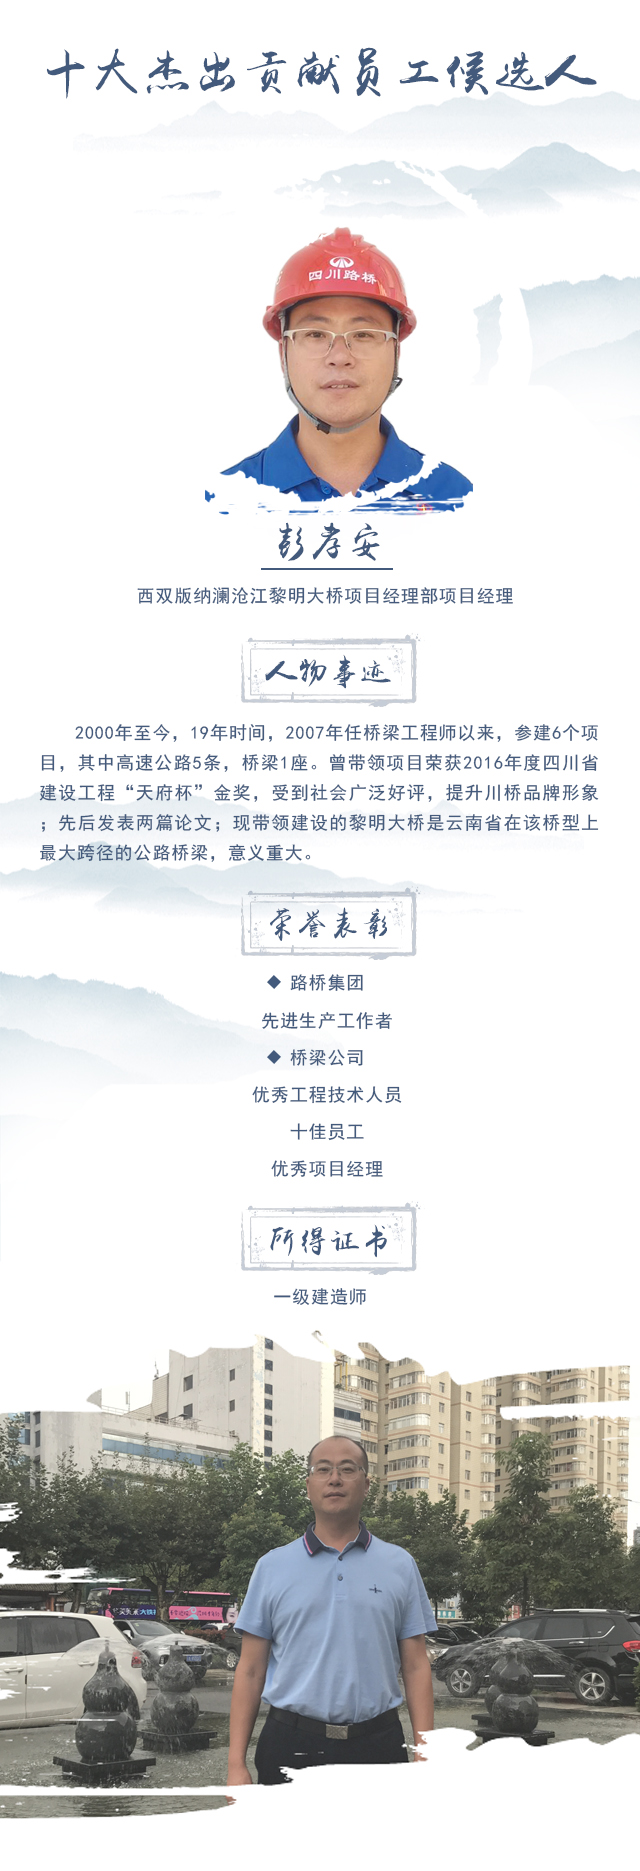 十大杰出贡献员工候选人
四川路桥
彭孝安
西双版纳澜沧江黎明大桥项目经理部项目经理
人物事迹
2000年至今，19年时间，2007年任桥梁工程师以来，参建6个项
目，其中高速公路5条，桥梁1座。曾带领项目荣获2016年度四川省
建设工程“天府杯”金奖，受到社会广泛好评，提升川桥品牌形象
；先后发表两篇论文；现带领建设的黎明大桥是云南省在该桥型上
最大跨径的公路桥梁，意义重大。
荣誉表彰
◆ 路桥集团
先进生产工作者
◆ 桥梁公司
优秀工程技术人员
十佳员工
优秀项目经理
所得证书
一级建造师